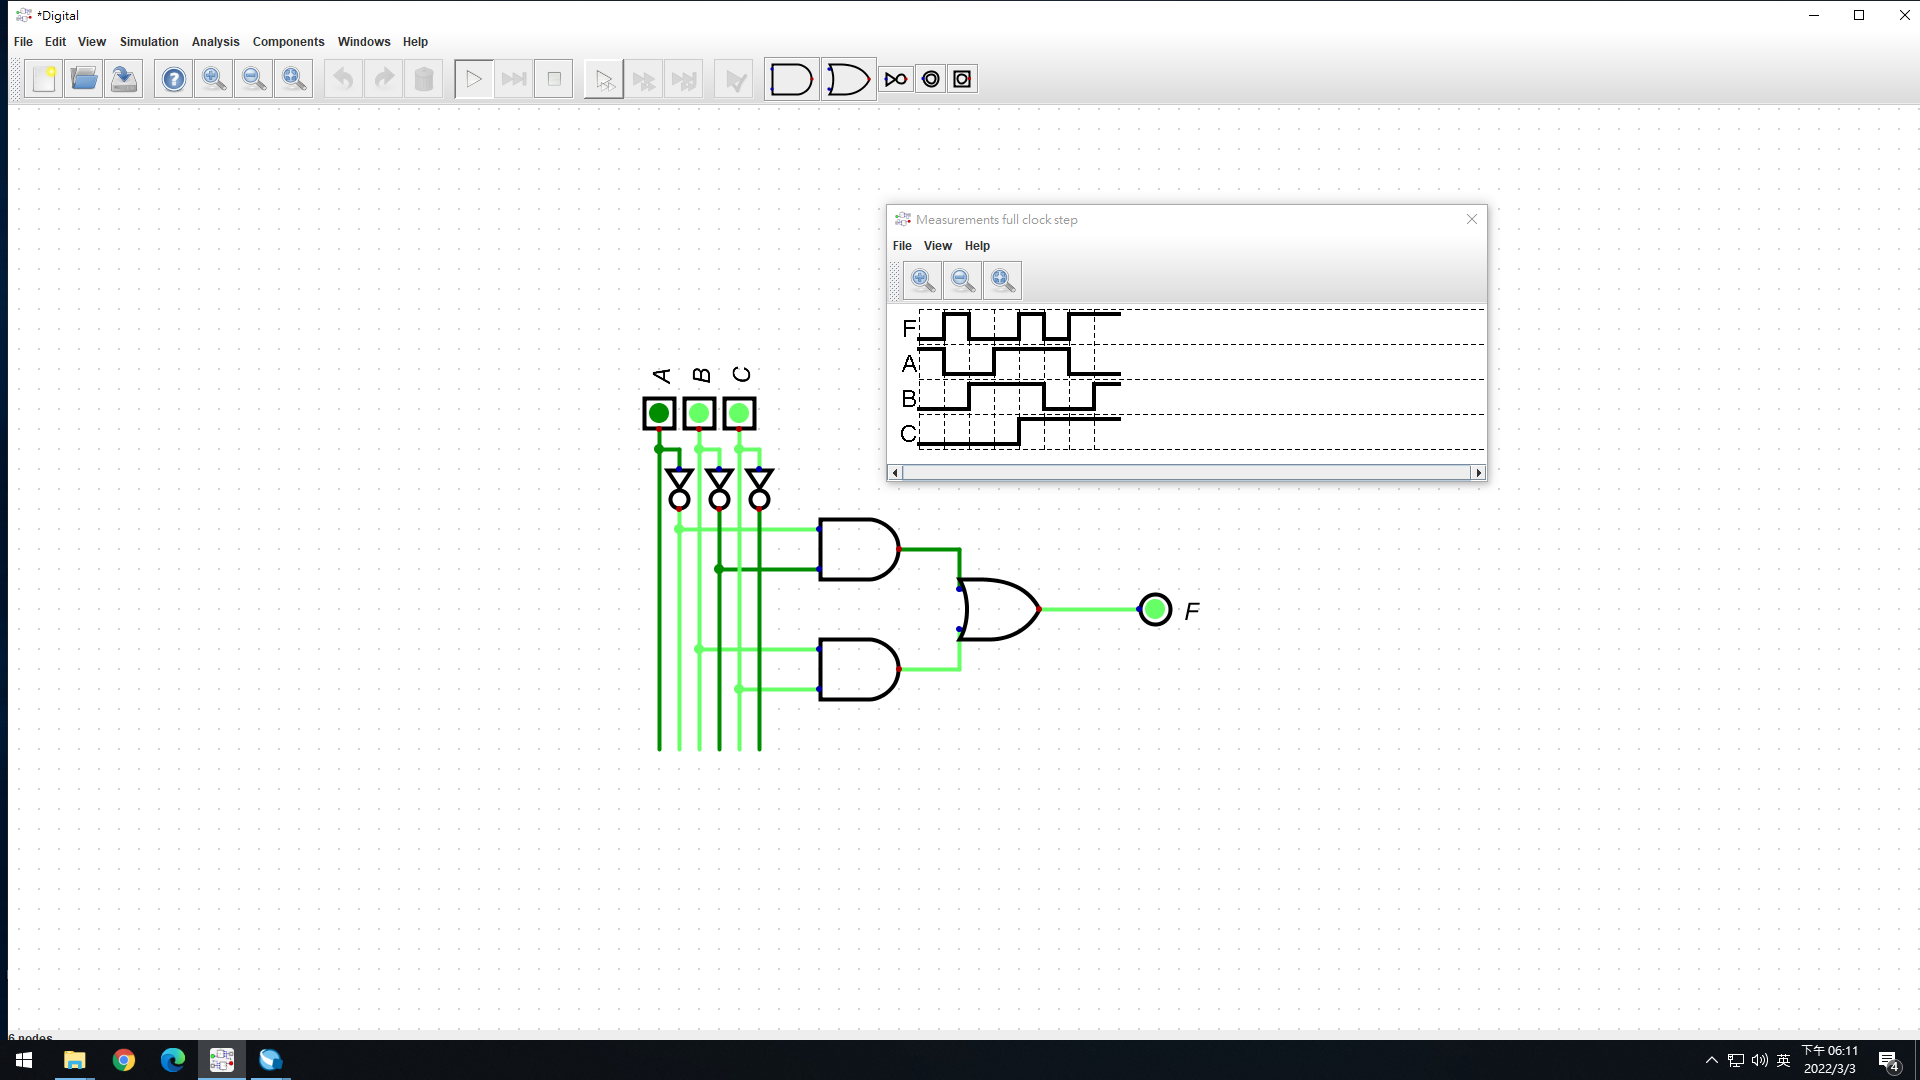 *Digital
File Edit View Simulation Analysis Components Windows Help
Measurements full clock step
File View Help
F
A
B
C
A B C
F
6 nodes
英
下午 06:11
2022/3/3
4